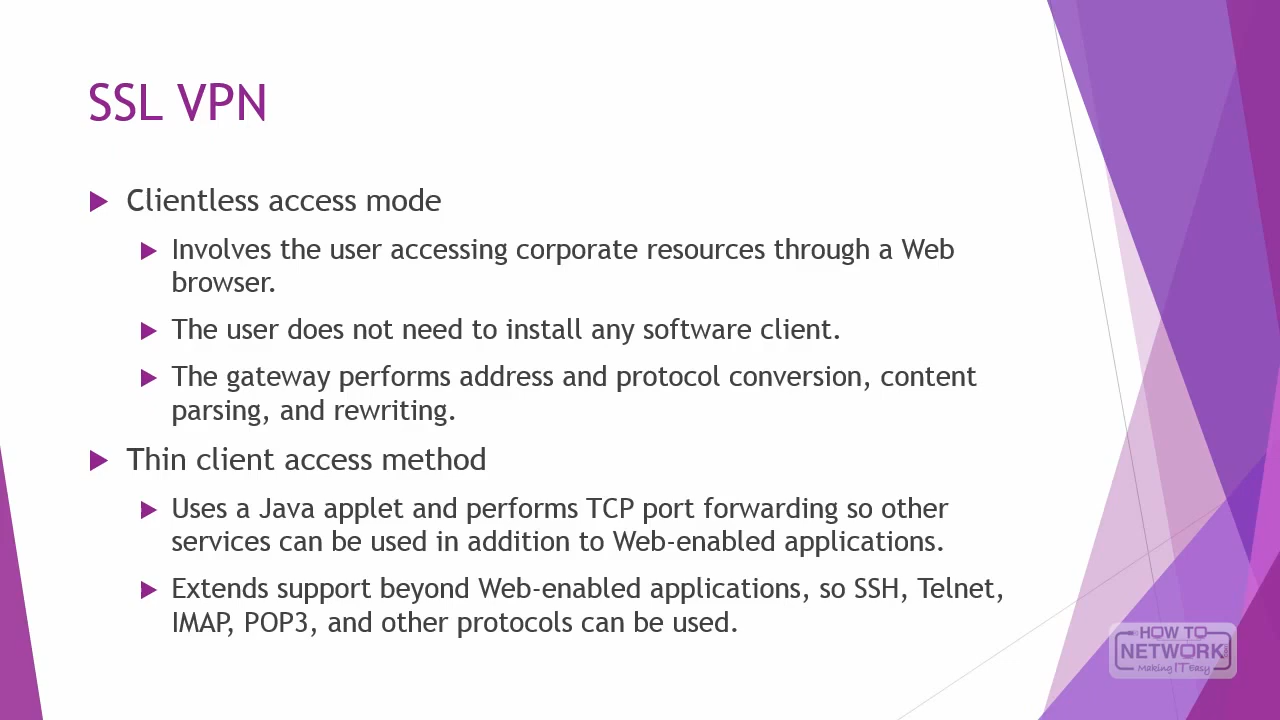 SSL VPN
Clientless access mode
Involves the user accessing corporate resources through a Web
browser.
The user does not need to install any software client.
The gateway performs address and protocol conversion, content
parsing, and rewriting.
Thin client access method
Uses a Java applet and performs TCP port forwarding so other
services can be used in addition to Web-enabled applications.
Extends support beyond Web-enabled applications, so SSH, Telnet,
IMAP, POP3, and other protocols can be used.
HOW TO
NETWORK
Making IT Easy